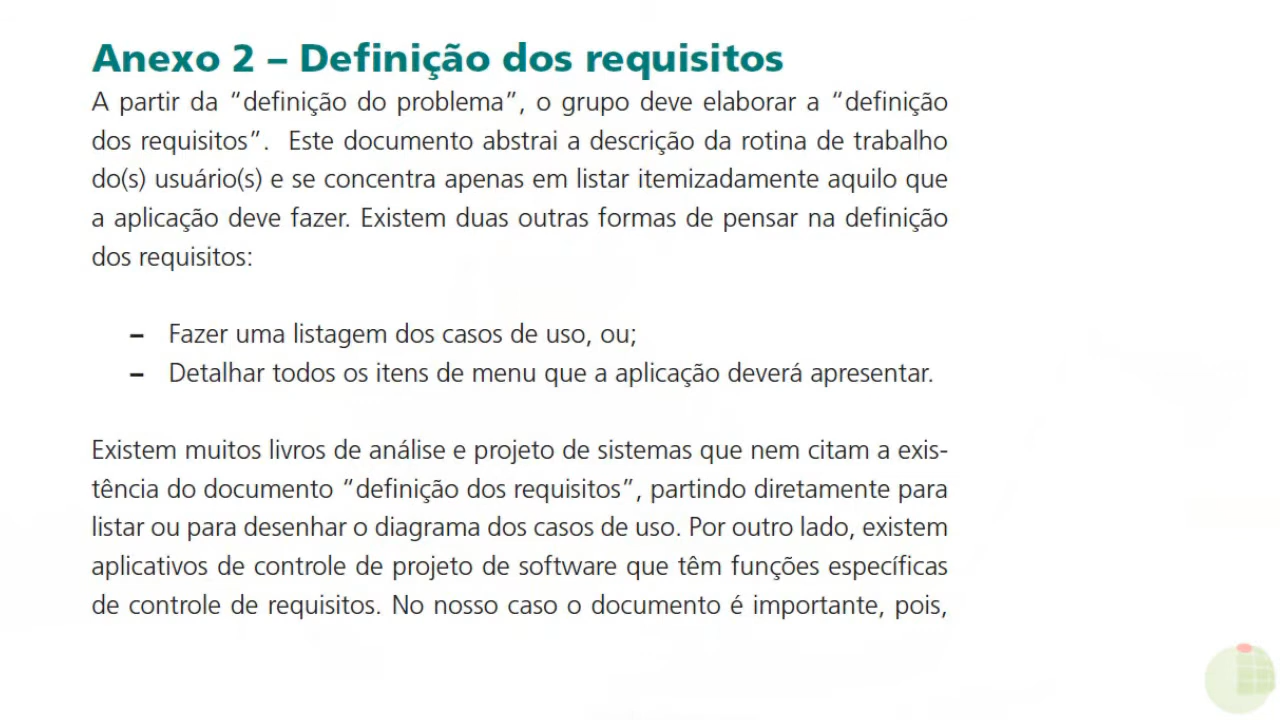 Anexo 2 – Definição dos requisitos
A partir da “definição do problema”, o grupo deve elaborar a “definição
dos requisitos”.  Este documento abstrai a descrição da rotina de trabalho
do(s) usuário(s) e se concentra apenas em listar itemizadamente aquilo que
a aplicação deve fazer. Existem duas outras formas de pensar na definição
dos requisitos:
– Fazer uma listagem dos casos de uso, ou;
– Detalhar todos os itens de menu que a aplicação deverá apresentar.
Existem muitos livros de análise e projeto de sistemas que nem citam a exis-
tência do documento “definição dos requisitos”, partindo diretamente para
listar ou para desenhar o diagrama dos casos de uso. Por outro lado, existem
aplicativos de controle de projeto de software que têm funções específicas
de controle de requisitos. No nosso caso o documento é importante, pois,